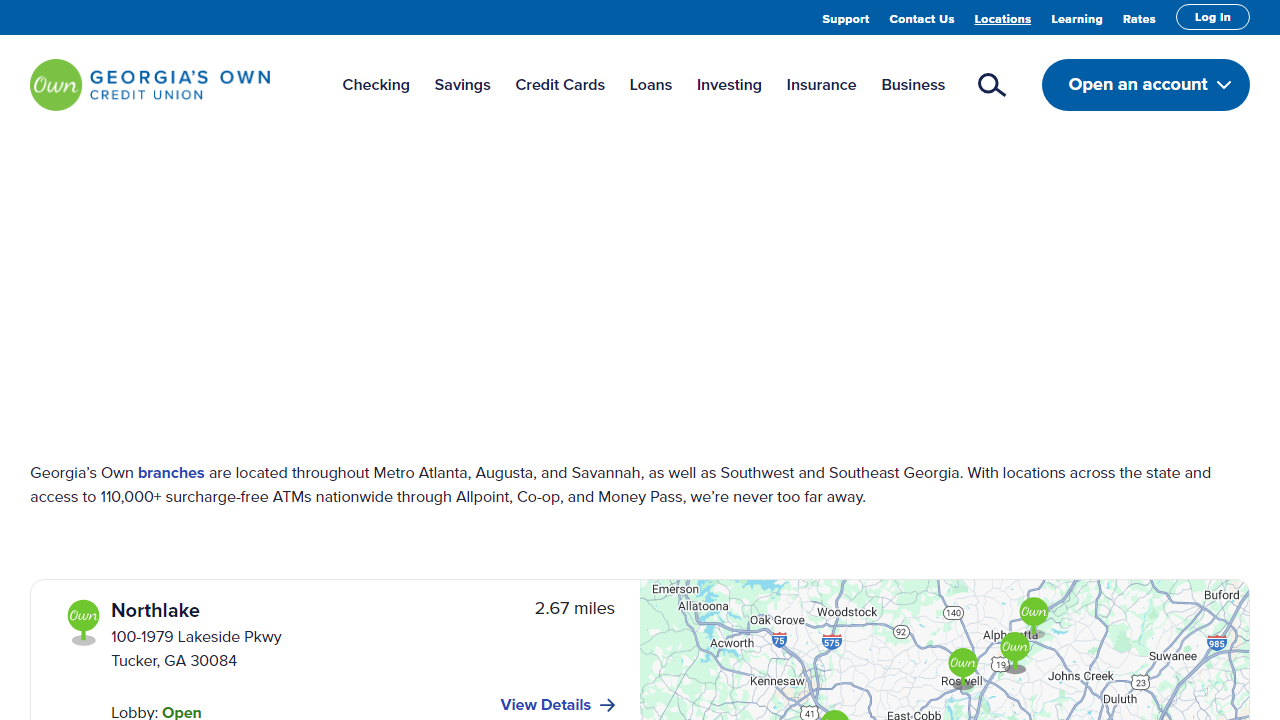 Support Contact Us Locations Learning Rates Log In
Own GEORGIA'S OWN
CREDIT UNION
Checking Savings Credit Cards Loans Investing Insurance Business Open an account
Georgia’s Own branches are located throughout Metro Atlanta, Augusta, and Savannah, as well as Southwest and Southeast Georgia. With locations across the state and
access to 110,000+ surcharge-free ATMs nationwide through Allpoint, Co-op, and Money Pass, we’re never too far away.
Own Northlake 2.67 miles
100-1979 Lakeside Pkwy
Tucker, GA 30084
View Details
Lobby: Open
Emerson
Allatoona
Oak Grove
Woodstock
140
Own
Buford
Acworth
75
575
92
Alpharetta
Own
985
Own
19
Suwanee
Kennesaw
Roswell
Johns Creek
23
Duluth
41
East Cobb